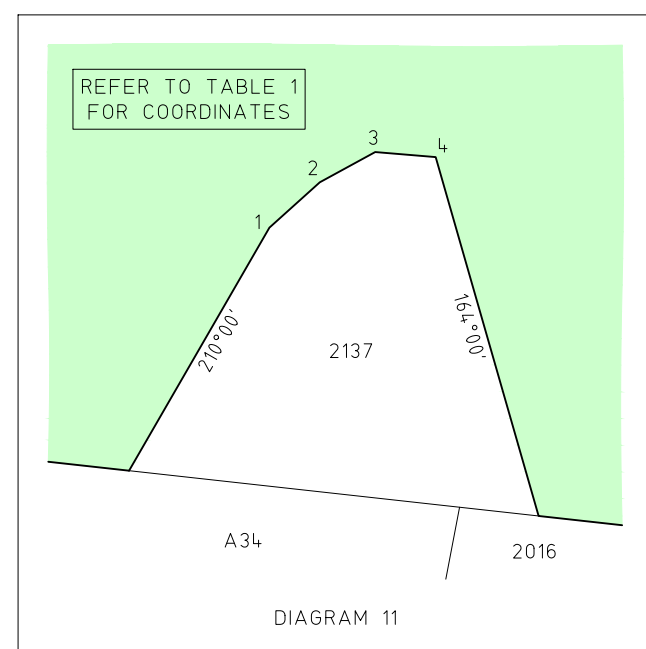 REFER TO TABLE 1
FOR COORDINATES
3
4
2
1
210°00'
164°00'
2137
A34
2016
DIAGRAM 11